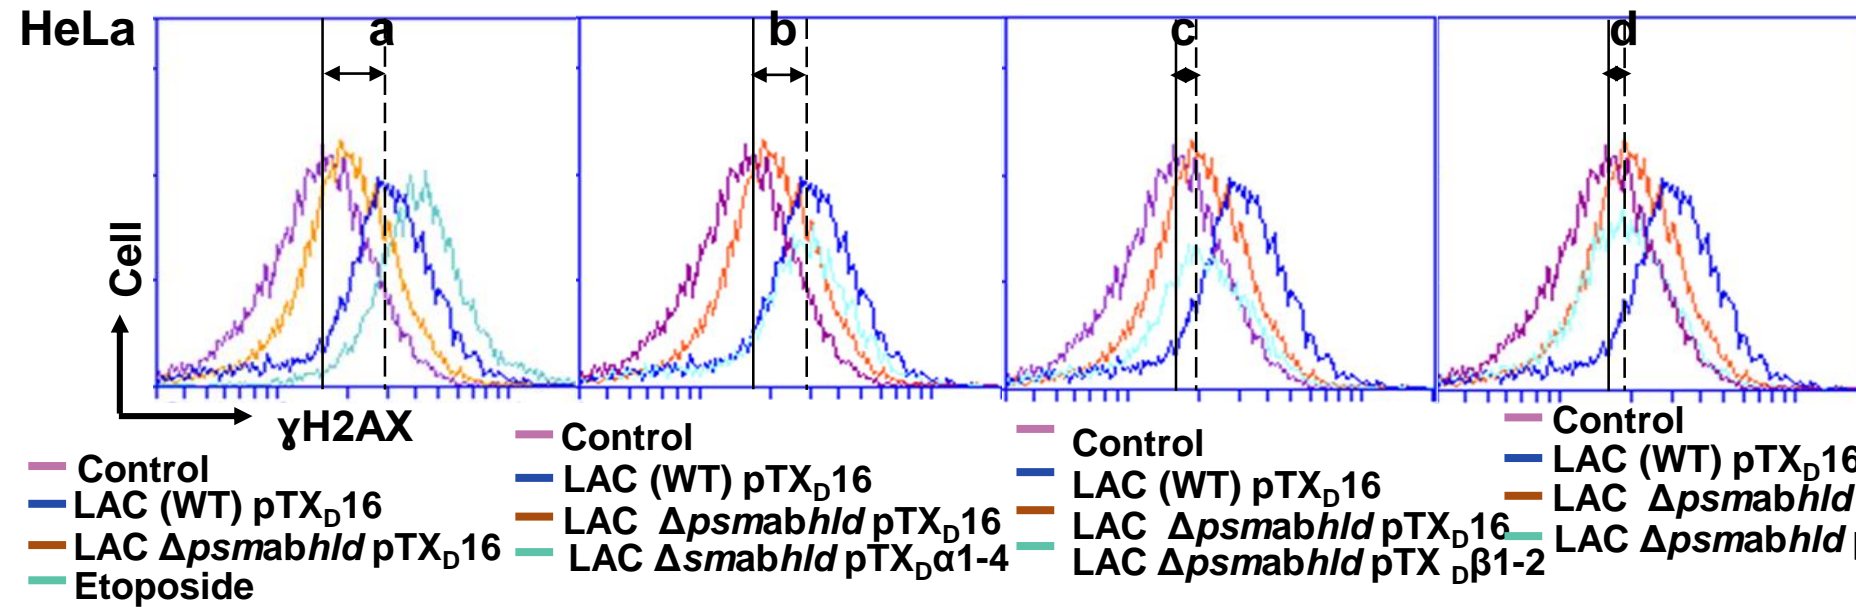 HeLa
a
b
c
d
Cell
ɣH2AX
Control
LAC (WT) pTXD16
LAC Δpsmabhld pTXD16
Etoposide
Control
LAC (WT) pTXD16
LAC Δpsmabhld pTXD16
LAC Δsmabhld pTXDα1-4
Control
LAC (WT) pTXD16
LAC Δpsmabhld pTXD16
LAC Δpsmabhld pTX Dβ1-2
Control
LAC (WT) pTXD16
LAC Δpsmabhld
LAC Δpsmabhld